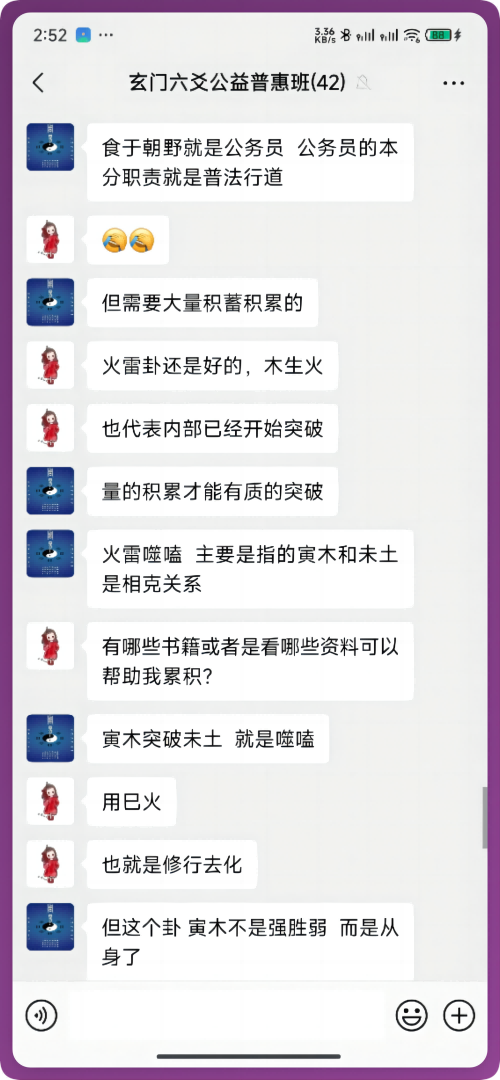 2:52
3.36
KB/s
6
88
玄门六爻公益普惠班(42)
食于朝野就是公务员 公务员的本
分职责就是普法行道
但需要大量积蓄积累的
火雷卦还是好的，木生火
也代表内部已经开始突破
量的积累才能有质的突破
火雷噬嗑 主要是指的寅木和未土
是相克关系
有哪些书籍或者是看哪些资料可以
帮助我累积？
寅木突破未土 就是噬嗑
用巳火
也就是修行去化
但这个卦 寅木不是强胜弱 而是从
身了